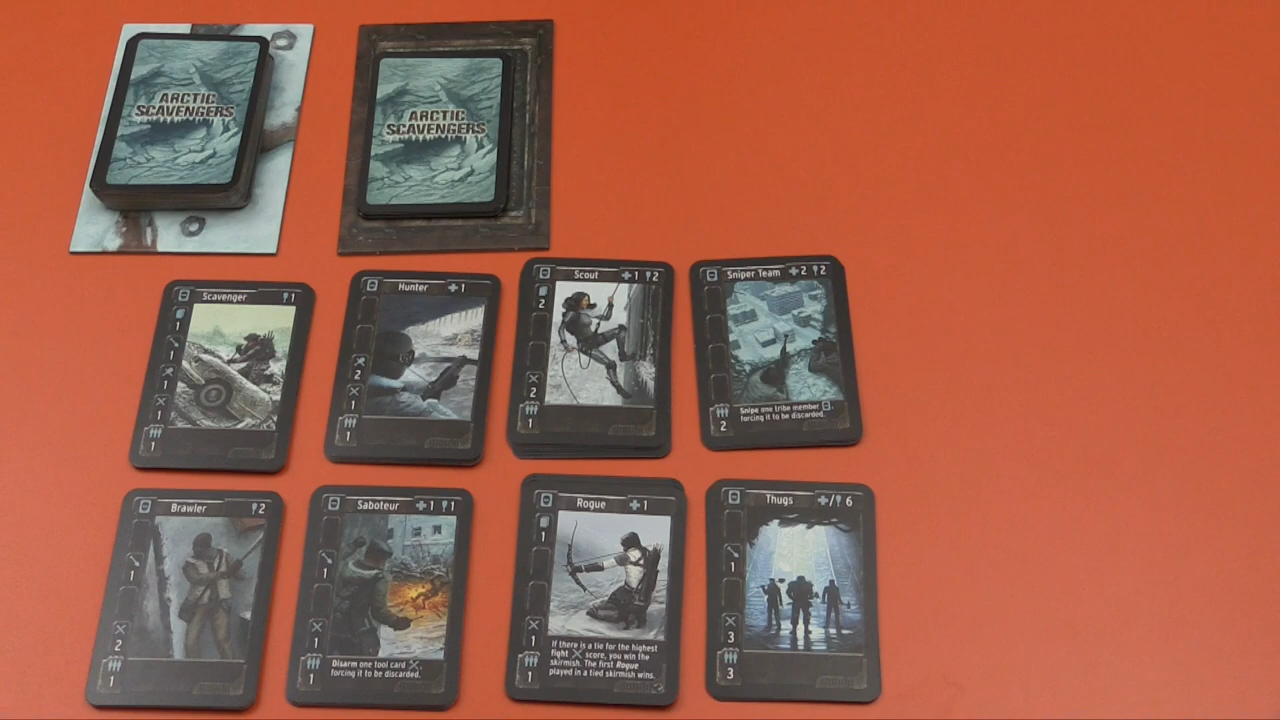 ARCTIC
SCAVENGERS
ARCTIC
SCAVENGERS
Scavenger 1
1
1
1
1
1
Hunter +1
2
1
1
Scout +1 2
2
2
1
Sniper Team +2 2
2
Snipe one tribe member ,
forcing it to be discarded.
Brawler 2
1
2
1
Saboteur +1 1
1
1
1
Disarm one tool card ,
forcing it to be discarded.
Rogue +1
1
1
1
If there is a tie for the highest
fight score, you win the
skirmish. The first Rogue
played in a tied skirmish wins.
Thugs +/ 6
1
3
3